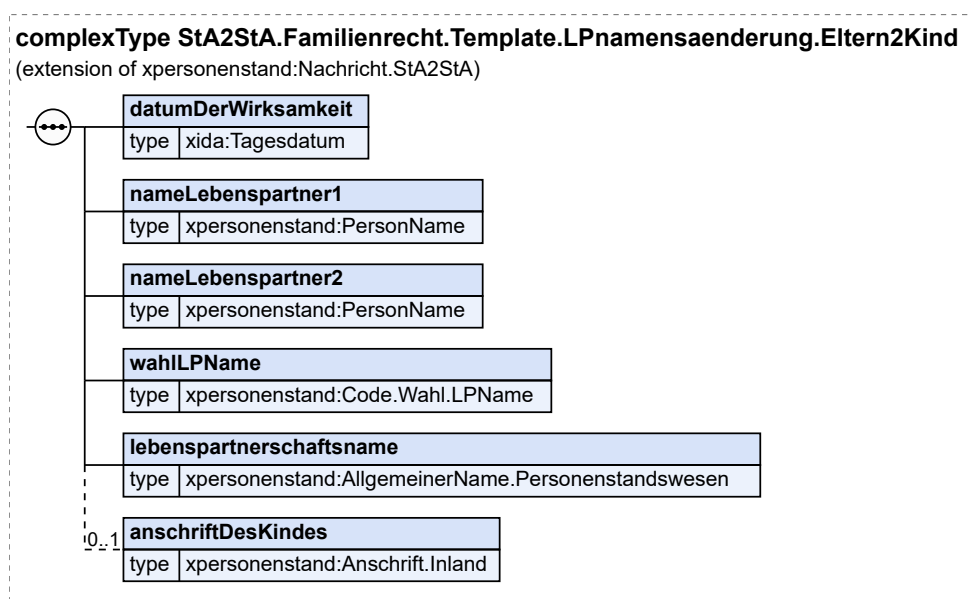 complexType StA2StA.Familienrecht.Template.LPnamensaenderung.Eltern2Kind
(extension of xpersonenstand:Nachricht.StA2StA)
datumDerWirksamkeit
type xida:Tagesdatum
nameLebenspartner1
type xpersonenstand:PersonName
nameLebenspartner2
type xpersonenstand:PersonName
wahlLPName
type xpersonenstand:Code.Wahl.LPName
lebenspartnerschaftsname
type xpersonenstand:AllgemeinerName.Personenstandswesen
0..1 anschriftDesKindes
type xpersonenstand:Anschrift.Inland